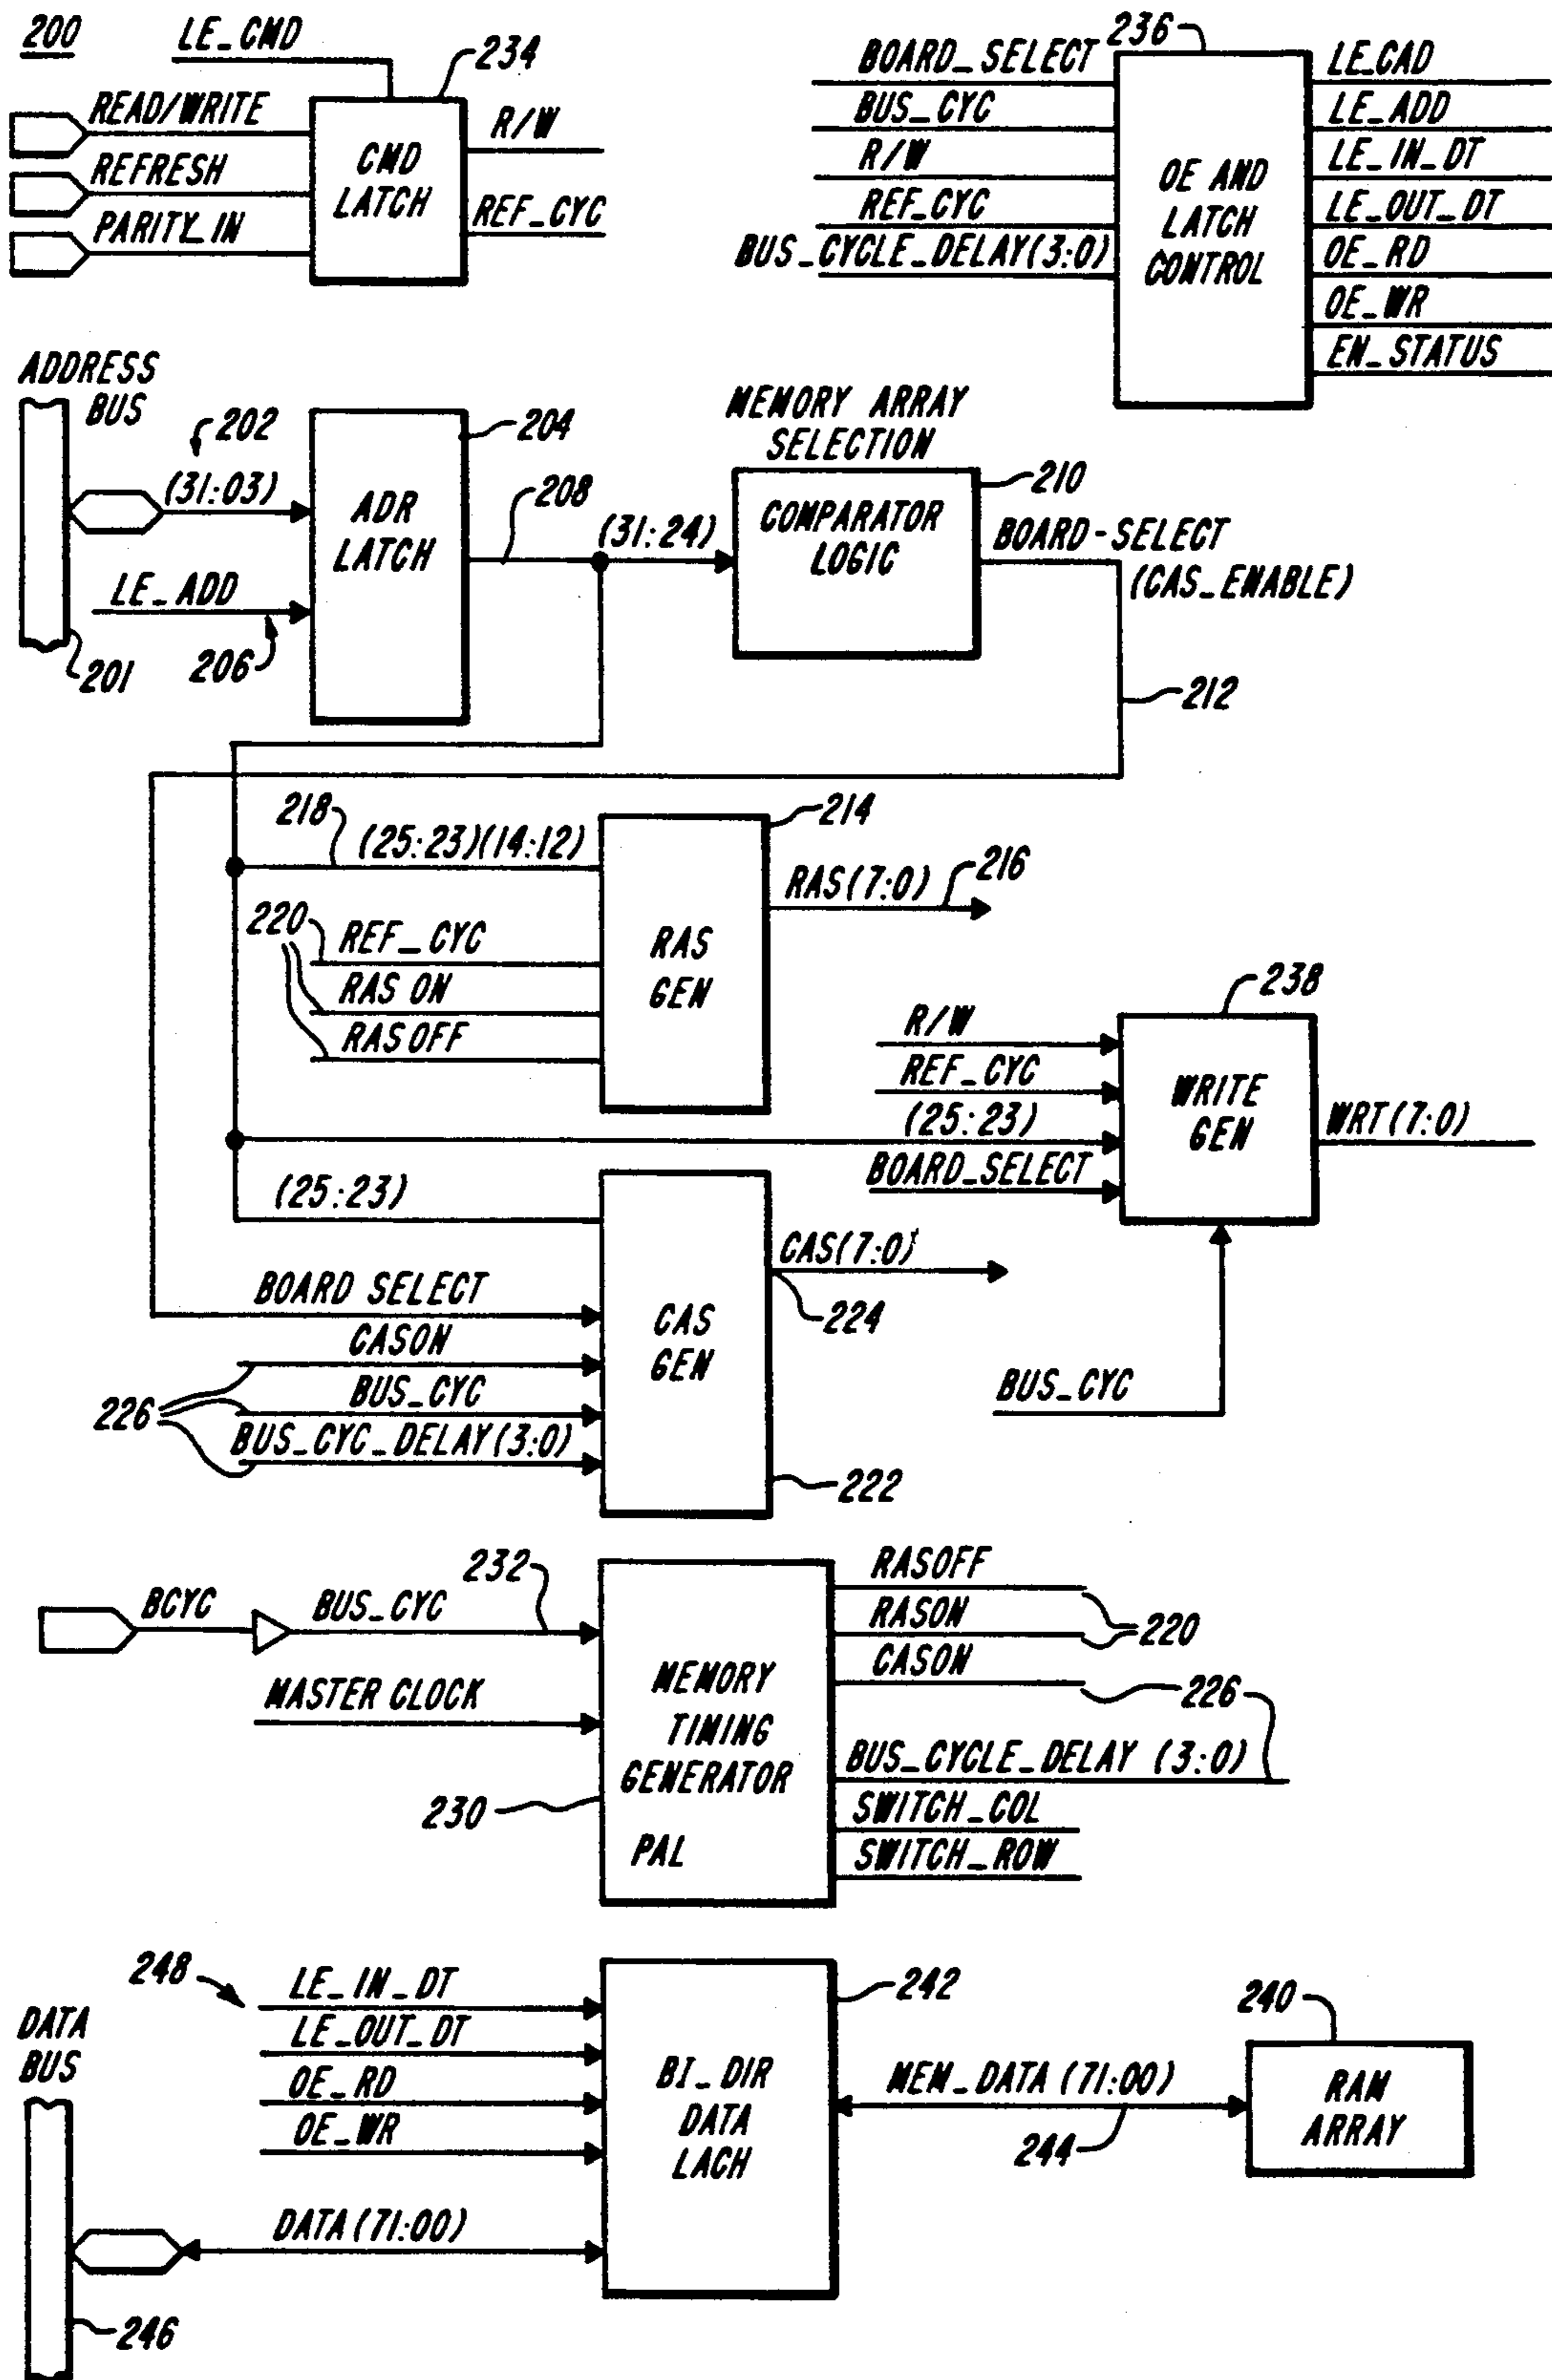 200
LE_CMD
234
READ/WRITE
REFRESH
PARITY_IN
CMD
LATCH
R/W
REF_CYC
236
BOARD_SELECT
BUS_CYC
R/W
REF_CYC
BUS_CYCLE_DELAY(3:0)
OE AND
LATCH
CONTROL
LE_CAD
LE_ADD
LE_IN_DT
LE_OUT_DT
OE_RD
OE_WR
EN_STATUS
ADDRESS
BUS
202
(31:03)
LE_ADD
206
201
204
ADR
LATCH
208
(31:24)
MEMORY ARRAY
SELECTION
210
COMPARATOR
LOGIC
BOARD-SELECT
(CAS_ENABLE)
212
218
(25:23)(14:12)
220
REF_CYC
RAS ON
RASOFF
214
RAS
GEN
RAS(7:0)
216
238
R/W
REF_CYC
(25:23)
BOARD_SELECT
WRITE
GEN
WRT(7:0)
BUS_CYC
(25:23)
BOARD SELECT
CASON
BUS_CYC
BUS_CYC_DELAY(3:0)
226
CAS
GEN
CAS(7:0)
224
222
BCYC
BUS_CYC
232
MASTER CLOCK
230
MEMORY
TIMING
GENERATOR
PAL
RASOFF
RASON
220
CASON
226
BUS_CYCLE_DELAY (3:0)
SWITCH_COL
SWITCH_ROW
248
LE_IN_DT
LE_OUT_DT
OE_RD
OE_WR
DATA
BUS
DATA(71:00)
246
242
BI_DIR
DATA
LACH
MEM_DATA(71:00)
244
240
RAM
ARRAY